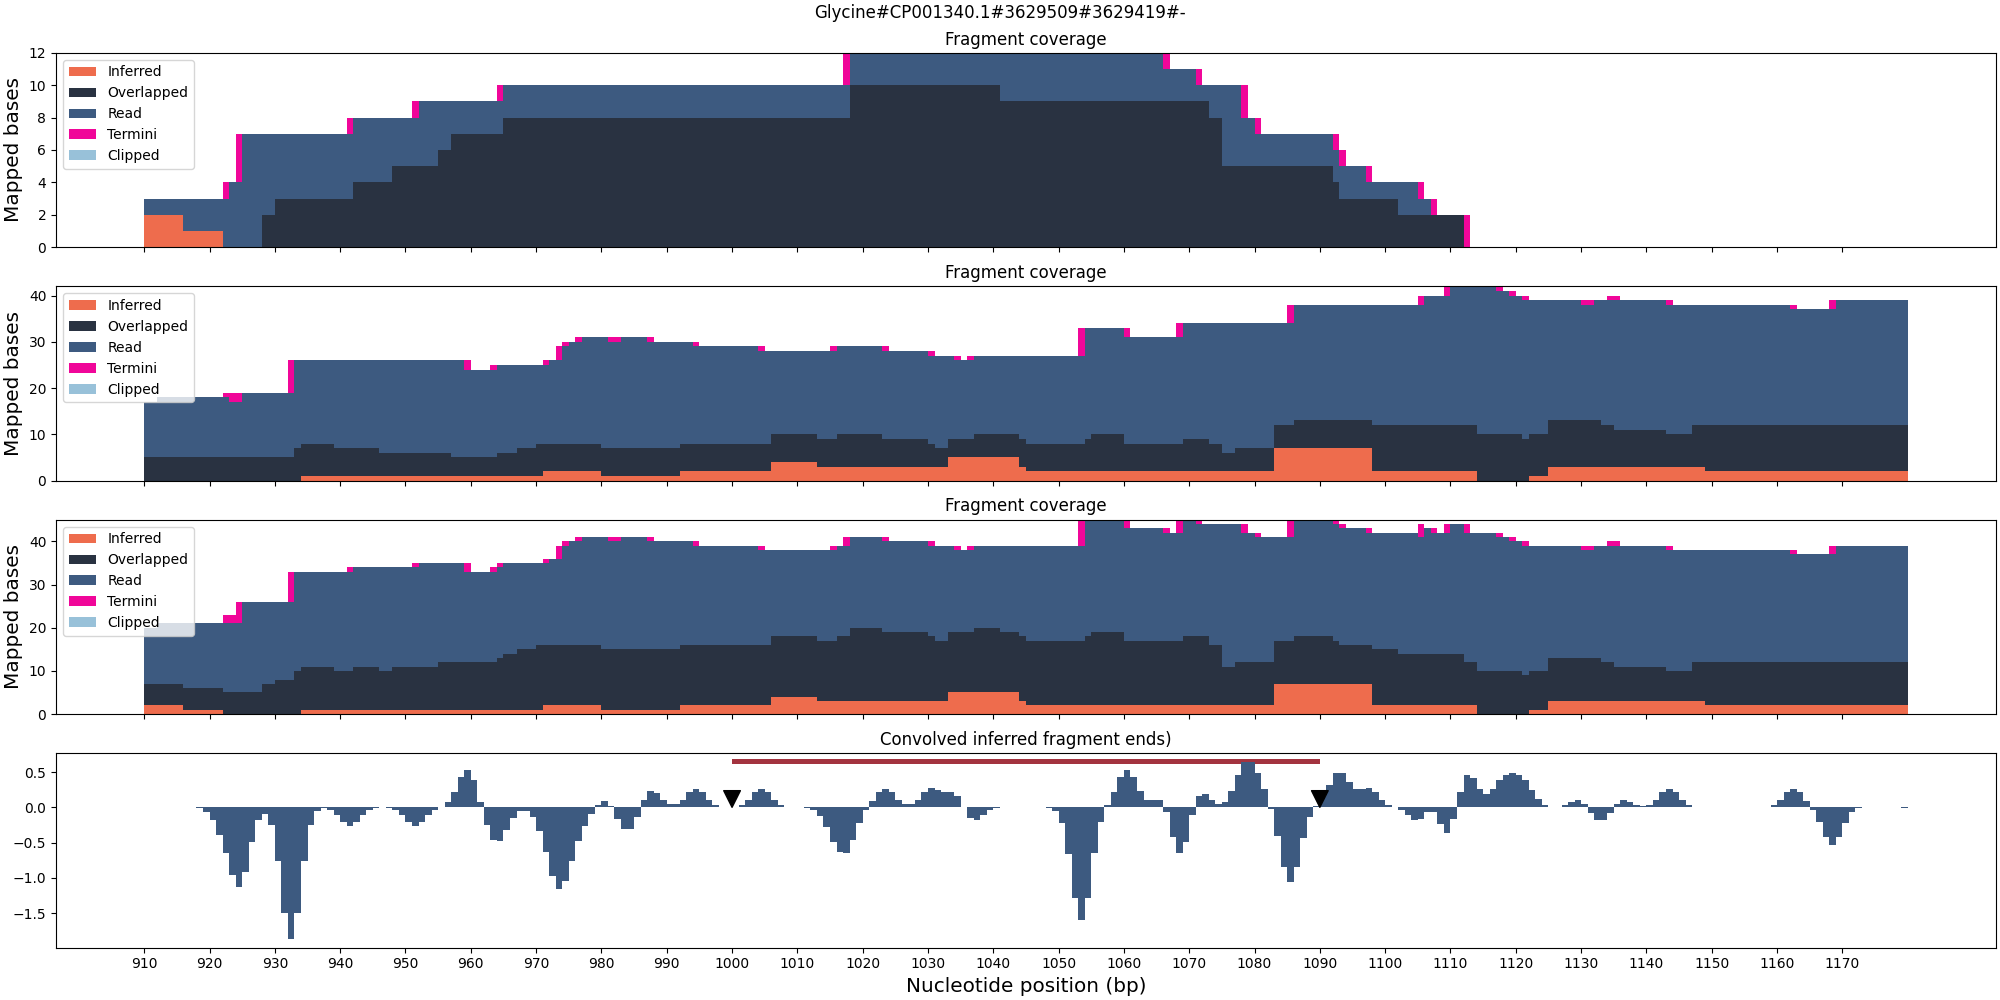 Glycine#CP001340.1#3629509#3629419#-
Fragment coverage
12
10
8
6
4
2
0
Mapped bases
Inferred
Overlapped
Read
Termini
Clipped
Fragment coverage
40
30
20
10
0
Mapped bases
Inferred
Overlapped
Read
Termini
Clipped
Fragment coverage
40
30
20
10
0
Mapped bases
Inferred
Overlapped
Read
Termini
Clipped
Convolved inferred fragment ends)
0.5
0.0
−0.5
−1.0
−1.5
910 920 930 940 950 960 970 980 990 1000 1010 1020 1030 1040 1050 1060 1070 1080 1090 1100 1110 1120 1130 1140 1150 1160 1170
Nucleotide position (bp)